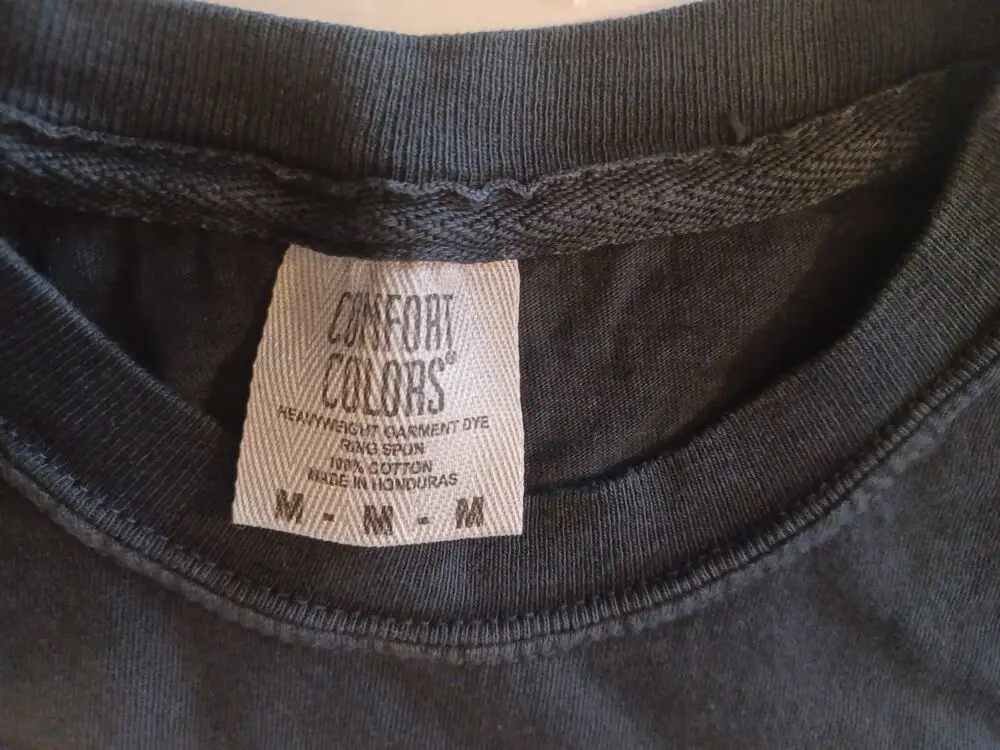 COMFORT
COLORS®
HEAVYWEIGHT GARMENT DYE
RING SPUN
100% COTTON
MADE IN HONDURAS
M - M - M